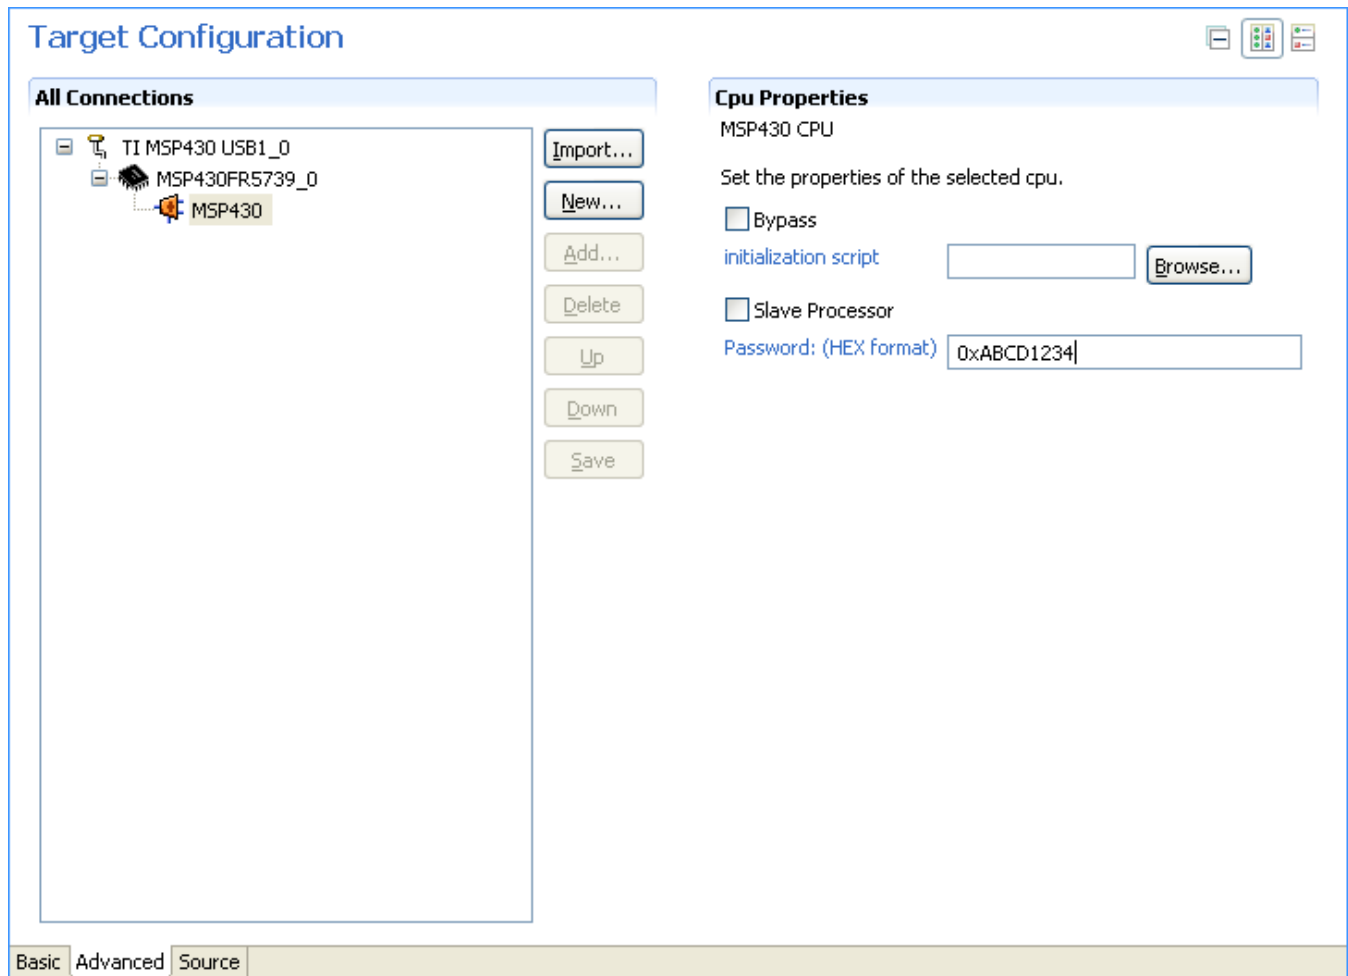 Target Configuration
All Connections
TI MSP430 USB1_0
MSP430FR5739_0
MSP430
Import...
New...
Add...
Delete
Up
Down
Save
Cpu Properties
MSP430 CPU
Set the properties of the selected cpu.
Bypass
initialization script
Browse...
Slave Processor
Password: (HEX format) 0xABCD1234
Basic Advanced Source